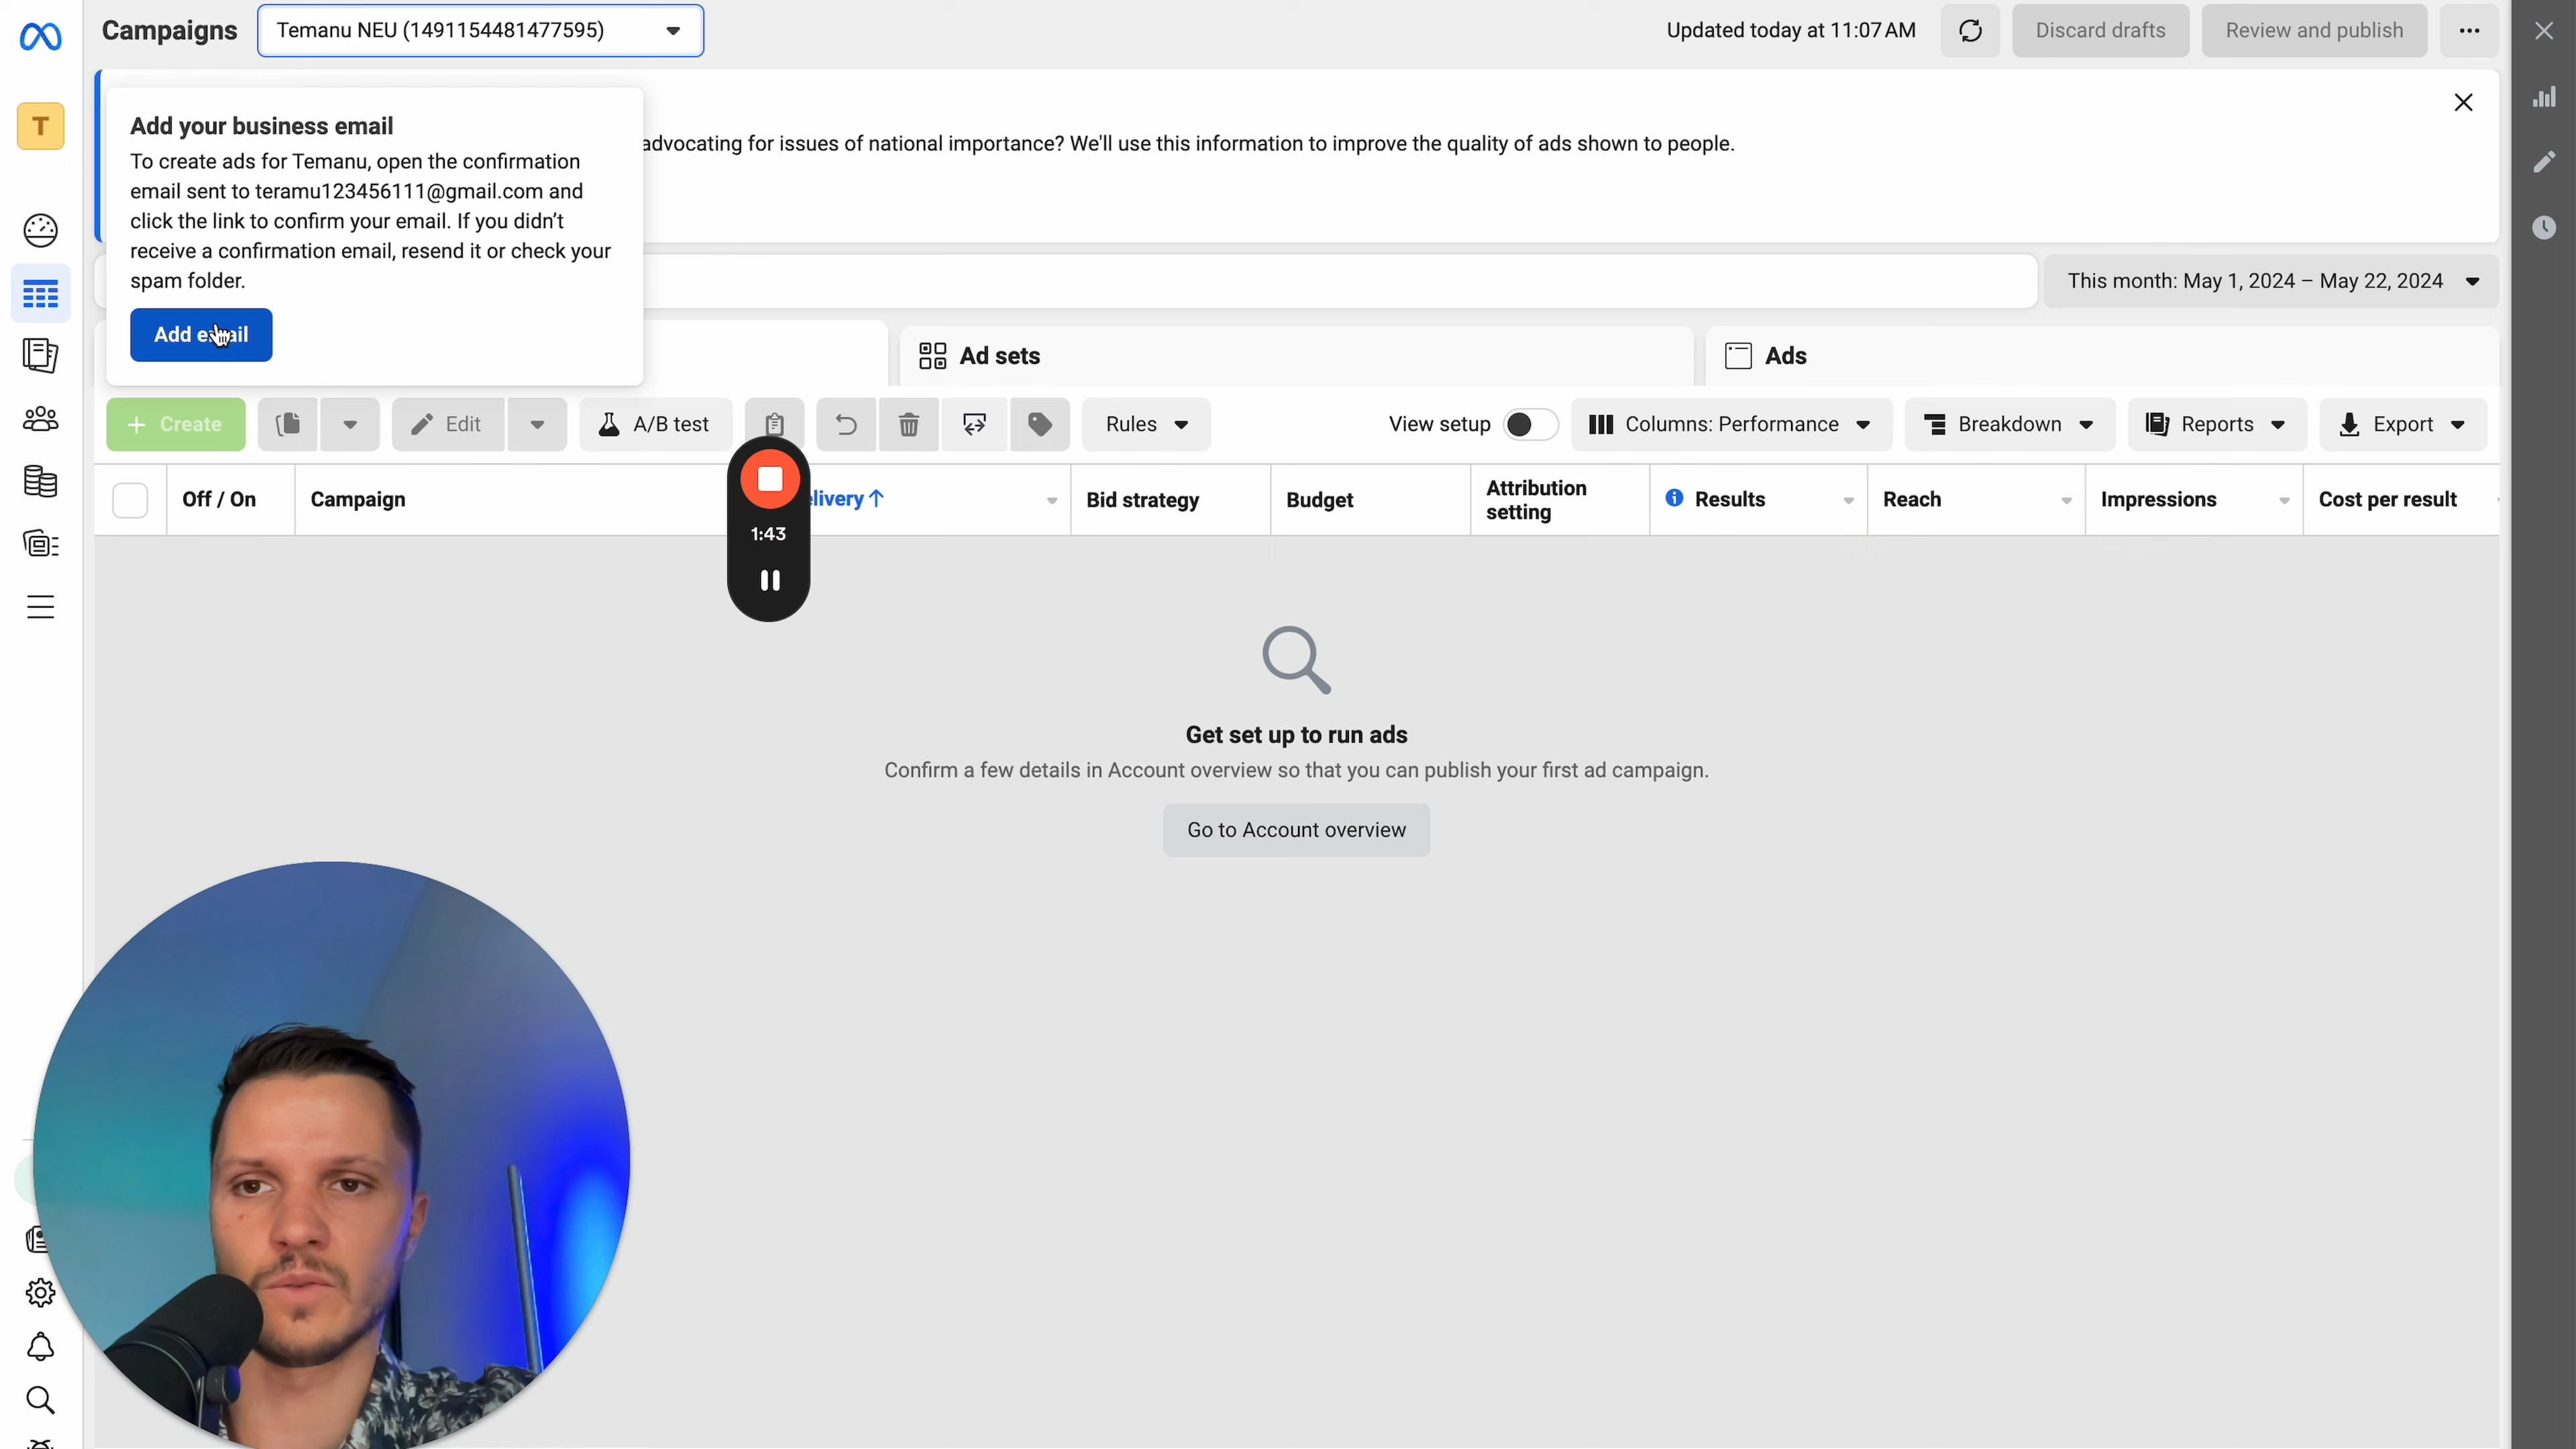 Campaigns
Temanu NEU (1491154481477595)
Updated today at 11:07 AM
Discard drafts
Review and publish
T
Add your business email
To create ads for Temanu, open the confirmation
email sent to teramu123456111@gmail.com and
click the link to confirm your email. If you didn't
receive a confirmation email, resend it or check your
spam folder.
Add email
advocating for issues of national importance? We'll use this information to improve the quality of ads shown to people.
This month: May 1, 2024 – May 22, 2024
Ad sets
Ads
+ Create
Edit
A/B test
Rules
View setup
Columns: Performance
Breakdown
Reports
Export
Off / On
Campaign
elivery ↑
Bid strategy
Budget
Attribution
setting
Results
Reach
Impressions
Cost per result
1:43
Get set up to run ads
Confirm a few details in Account overview so that you can publish your first ad campaign.
Go to Account overview